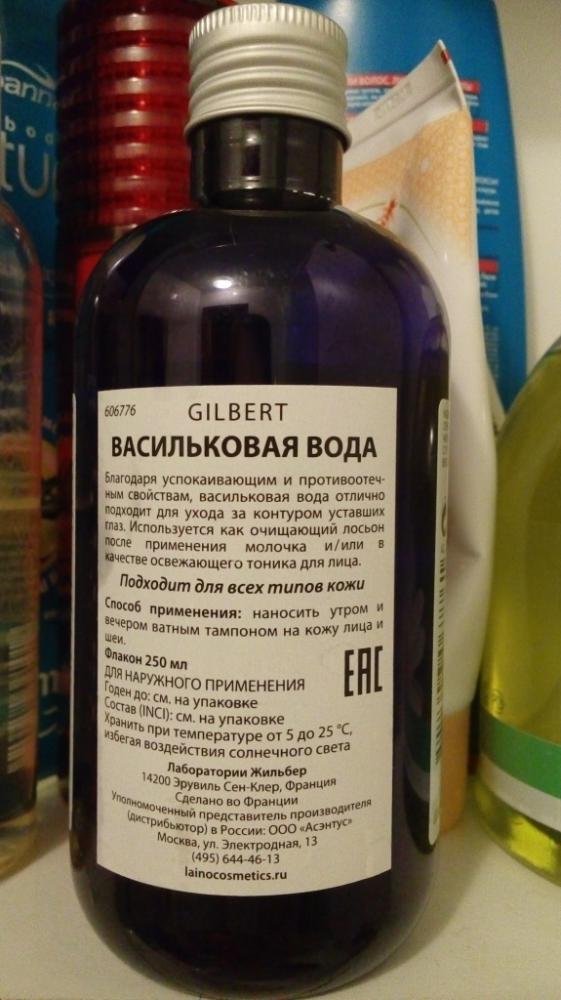 606776
GILBERT
ВАСИЛЬКОВАЯ ВОДА
Благодаря успокаивающим и противоотеч-
ным свойствам, васильковая вода отлично
подходит для ухода за контуром уставших
глаз. Используется как очищающий лосьон
после применения молочка и/или в
качестве освежающего тоника для лица.
Подходит для всех типов кожи
Способ применения: наносить утром и
вечером ватным тампоном на кожу лица и
шеи.
Флакон 250 мл
ДЛЯ НАРУЖНОГО ПРИМЕНЕНИЯ
Годен до: см. на упаковке
Состав (INCI): см. на упаковке
Хранить при температуре от 5 до 25 °С,
избегая воздействия солнечного света
EAC
Лаборатории Жильбер
14200 Эрувиль Сен-Клер, Франция
Сделано во Франции
Уполномоченный представитель производителя
(дистрибьютор) в России: ООО «Асэнтус»
Москва, ул. Электродная, 13
(495) 644-46-13
lainocosmetics.ru